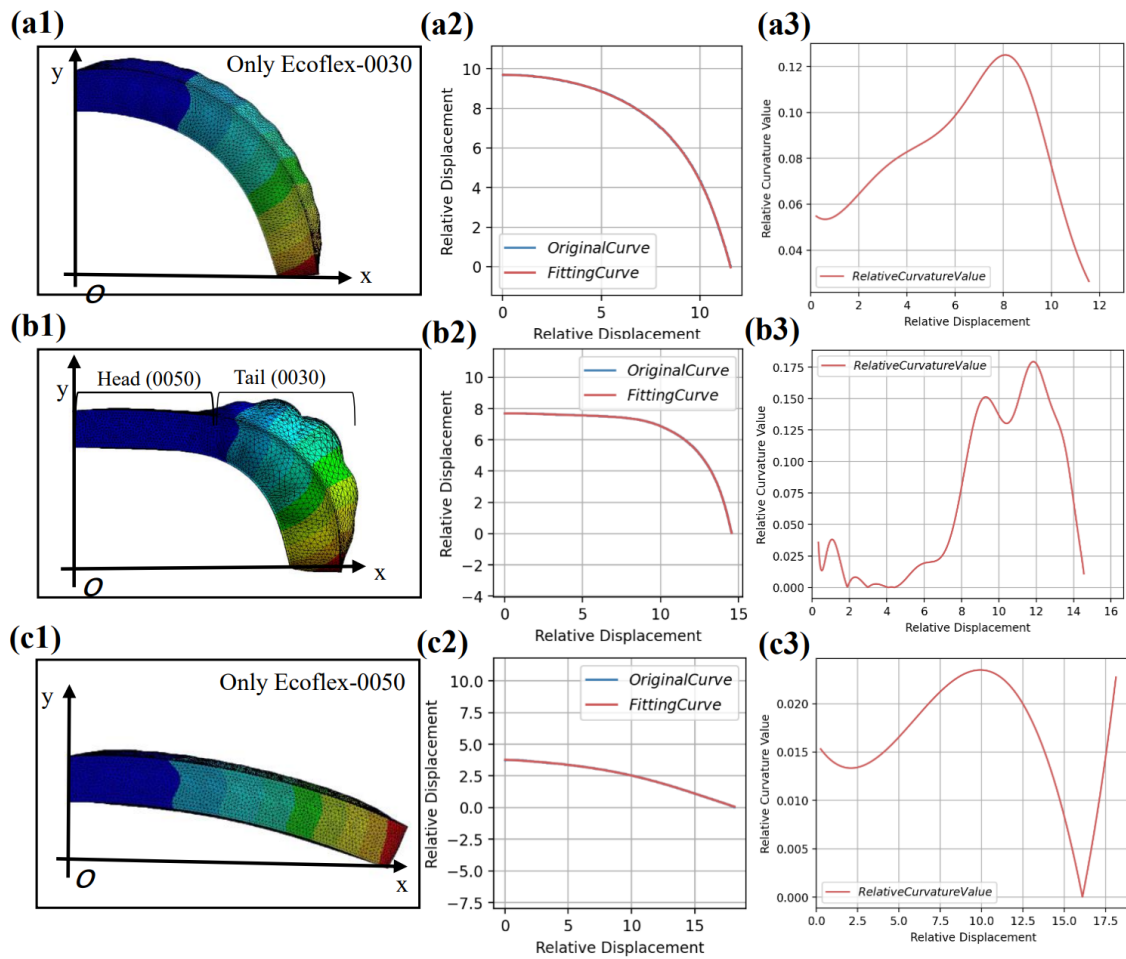 (a1)
y
Only Ecoflex-0030
x
O
(a2)
Relative Displacement
10
8
6
4
2
0
OriginalCurve
FittingCurve
0 5 10
Relative Displacement
(a3)
Relative Curvature Value
0.12
0.10
0.08
0.06
0.04
RelativeCurvatureValue
0 2 4 6 8 10 12
Relative Displacement
(b1)
y
Head (0050) Tail (0030)
x
O
(b2)
Relative Displacement
10
8
6
4
2
0
−2
−4
OriginalCurve
FittingCurve
0 5 10 15
Relative Displacement
(b3)
Relative Curvature Value
RelativeCurvatureValue
0.175
0.150
0.125
0.100
0.075
0.050
0.025
0.000
0 2 4 6 8 10 12 14 16
Relative Displacement
(c1)
y
Only Ecoflex-0050
O
x
(c2)
Relative Displacement
10.0
7.5
5.0
2.5
0.0
−2.5
−5.0
−7.5
OriginalCurve
FittingCurve
0 5 10 15
Relative Displacement
(c3)
Relative Curvature Value
0.020
0.015
0.010
0.005
0.000
RelativeCurvatureValue
0.0 2.5 5.0 7.5 10.0 12.5 15.0 17.5
Relative Displacement